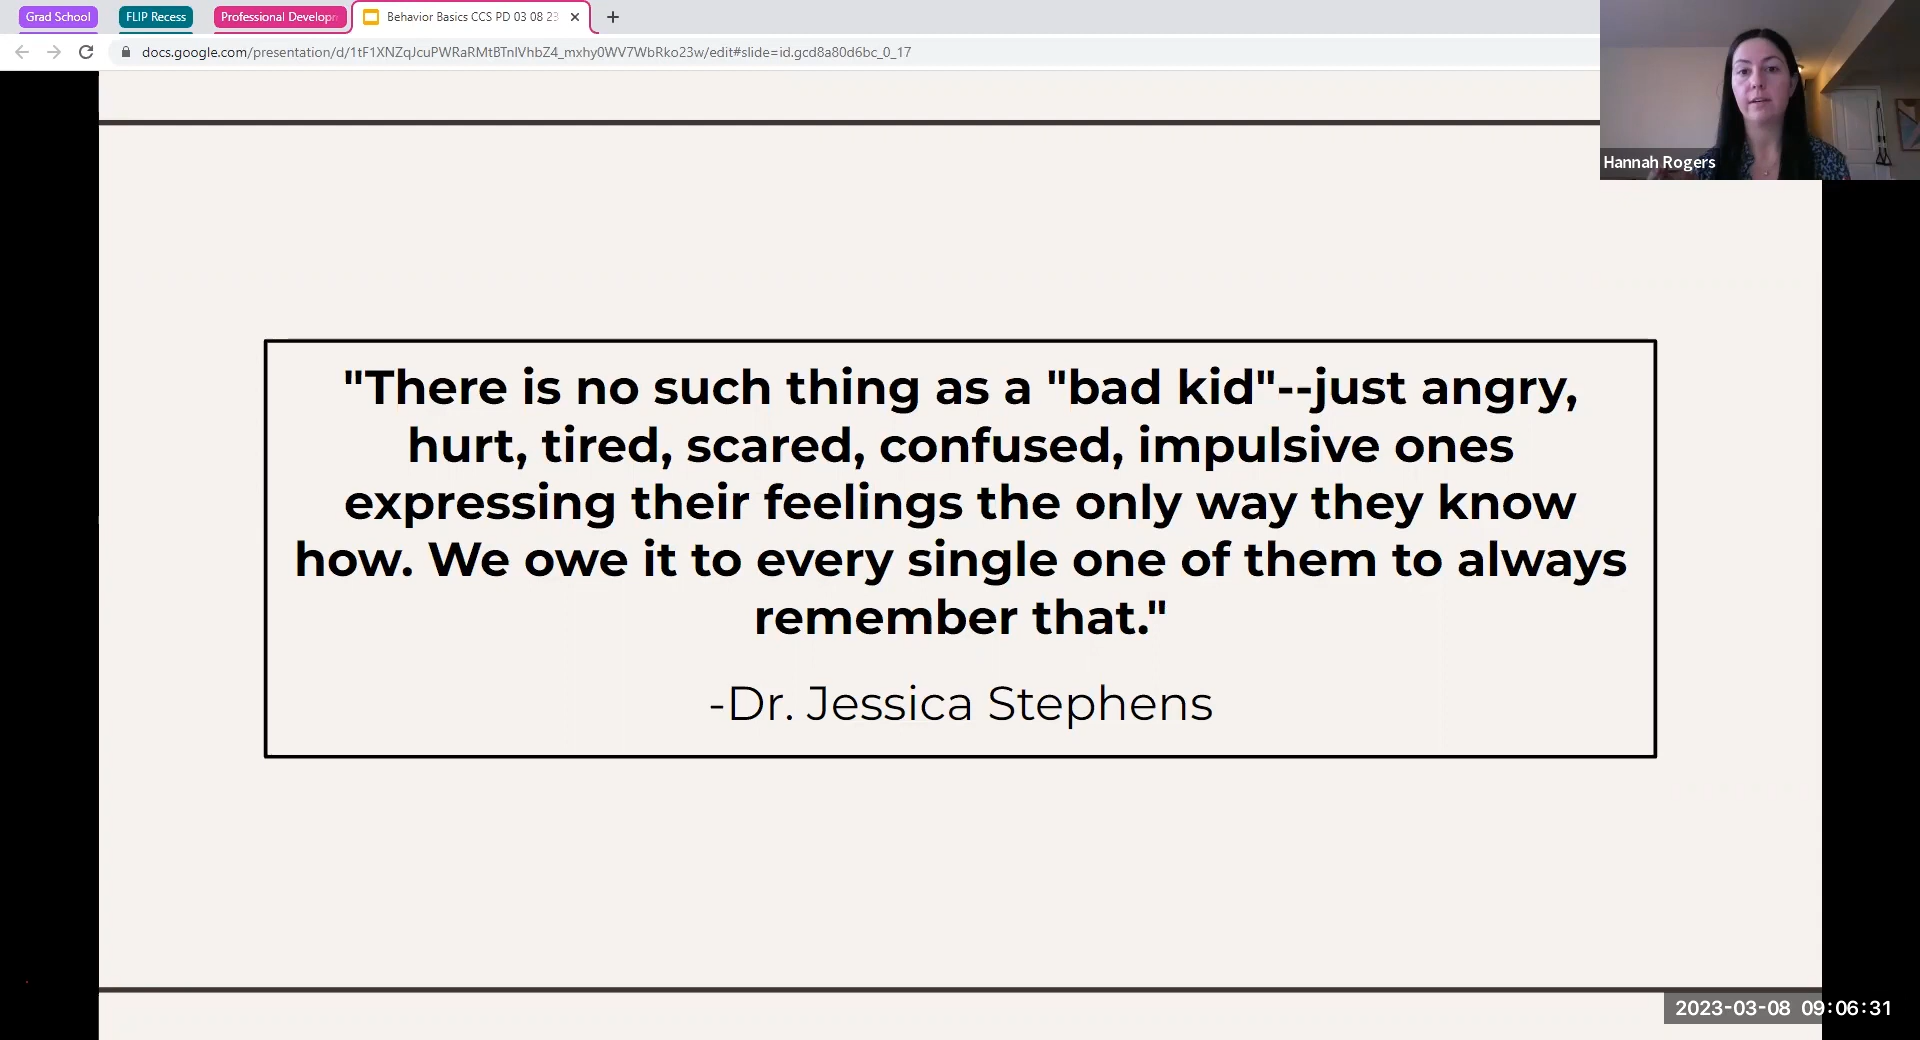 Grad School
FLIP Recess
Professional Develop
Behavior Basics CCS PD 03 08 23
docs.google.com/presentation/d/1tF1XNZqJcuPWRaRMtBTnIVhbZ4_mxhy0WV7WbRko23w/edit#slide=id.gcd8a80d6bc_0_17
Hannah Rogers
"There is no such thing as a "bad kid"--just angry,
hurt, tired, scared, confused, impulsive ones
expressing their feelings the only way they know
how. We owe it to every single one of them to always
remember that."
-Dr. Jessica Stephens
2023-03-08 09:06:31